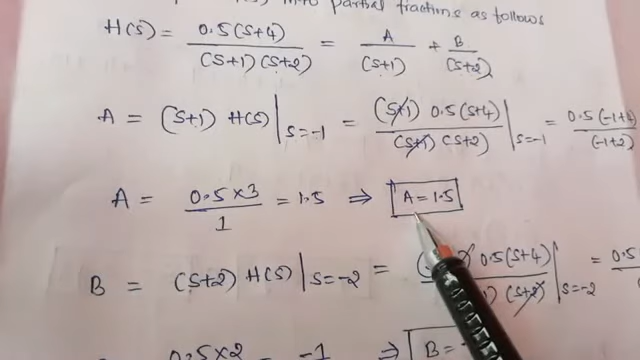 into partial fractions as follows
H(s) = 0.5(s+4) / (s+1)(s+2) = A / (s+1) + B / (s+2)
A = (s+1) H(s) | s=-1 = (s+1) 0.5(s+4) / (s+1)(s+2) | s=-1 = 0.5(-1+4) / (-1+2)
A = 0.5×3 / 1 = 1.5 ⇒ A=1.5
B = (s+2) H(s) | s=-2 = 0.5(s+4) / (s+2) | s=-2 = 0.5
0.5×2 -1 ⇒ B=-